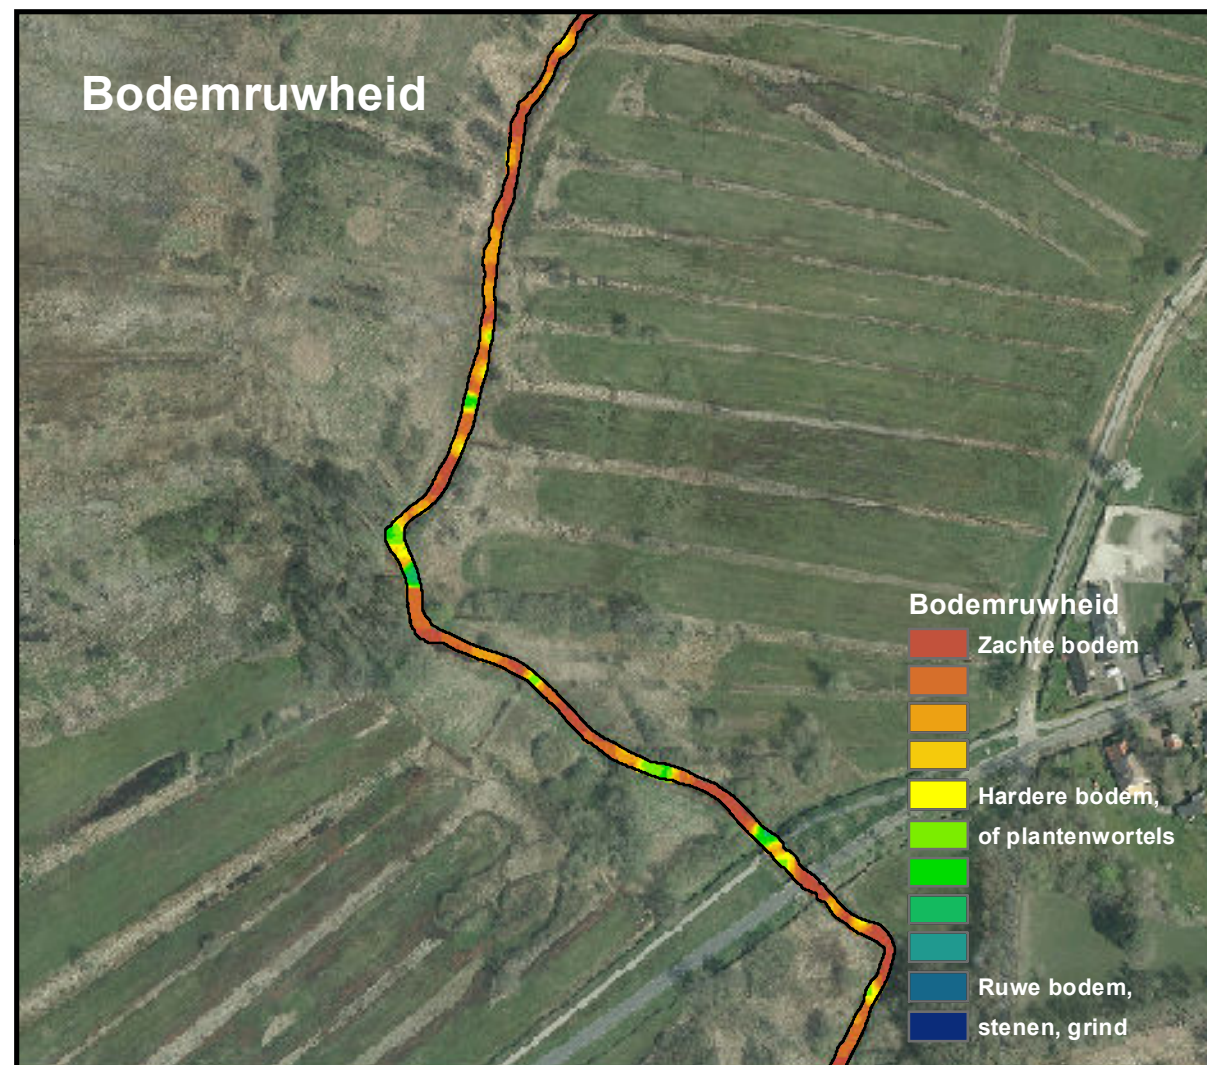 Bodemruwheid
Bodemruwheid
Zachte bodem
Hardere bodem,
of plantenwortels
Ruwe bodem,
stenen, grind